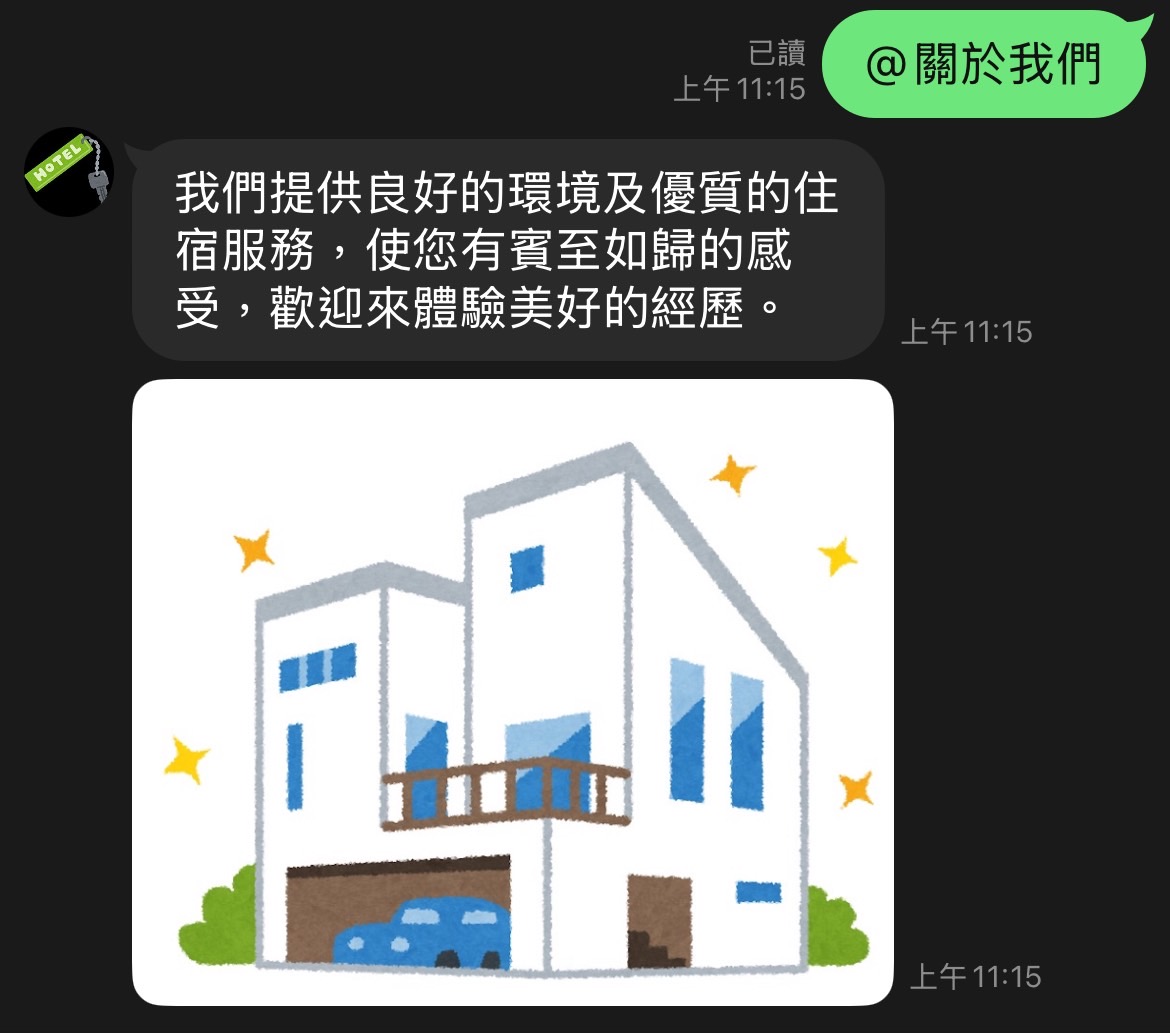 已讀
上午 11:15
@關於我們
HOTEL
我們提供良好的環境及優質的住
宿服務，使您有賓至如歸的感
受，歡迎來體驗美好的經歷。
上午 11:15
上午 11:15